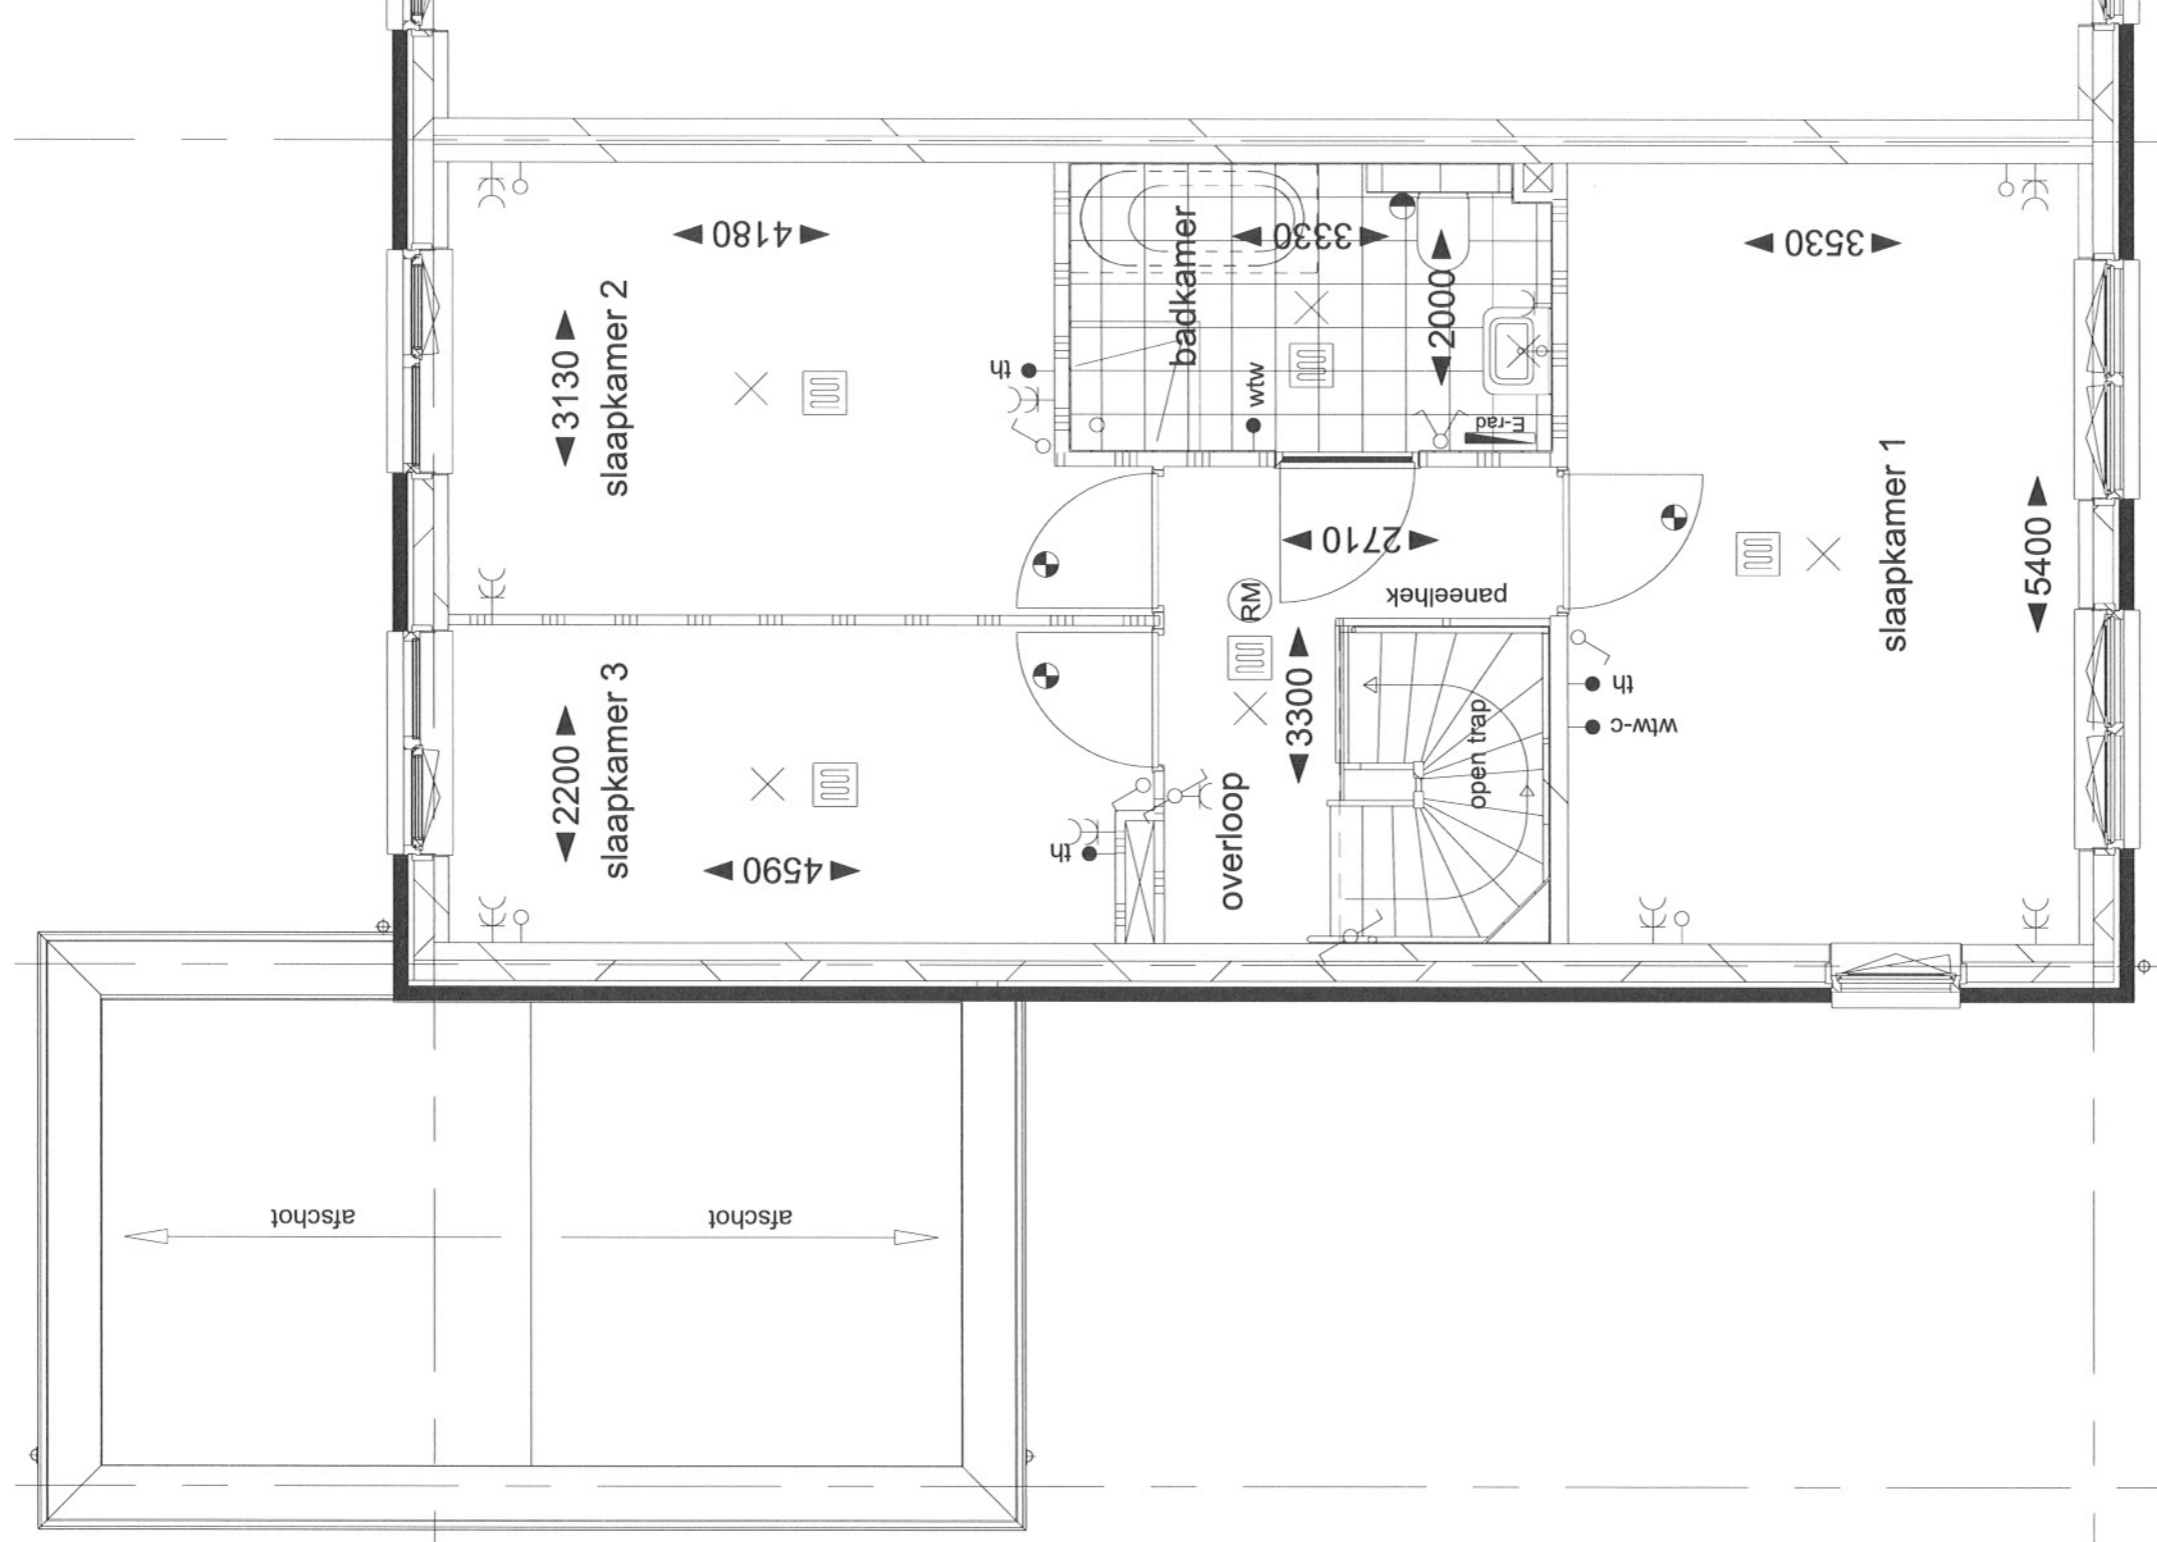 4180
3130
slaapkamer 2
th
badkamer
3330
2000
wtw
E-rad
3530
slaapkamer 1
5400
2710
paneelhek
RM
3300
overloop
open trap
th
wtw-c
2200
slaapkamer 3
4590
th
afschot
afschot